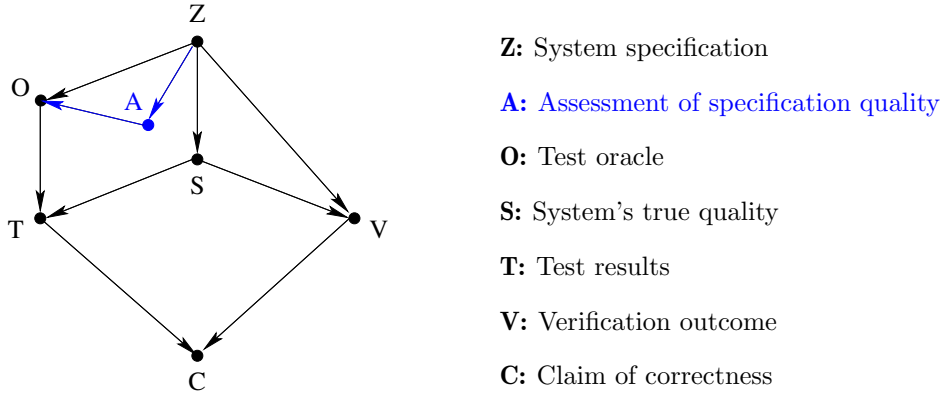 Z
O
A
S
T
V
C
Z: System specification
A: Assessment of specification quality
O: Test oracle
S: System's true quality
T: Test results
V: Verification outcome
C: Claim of correctness